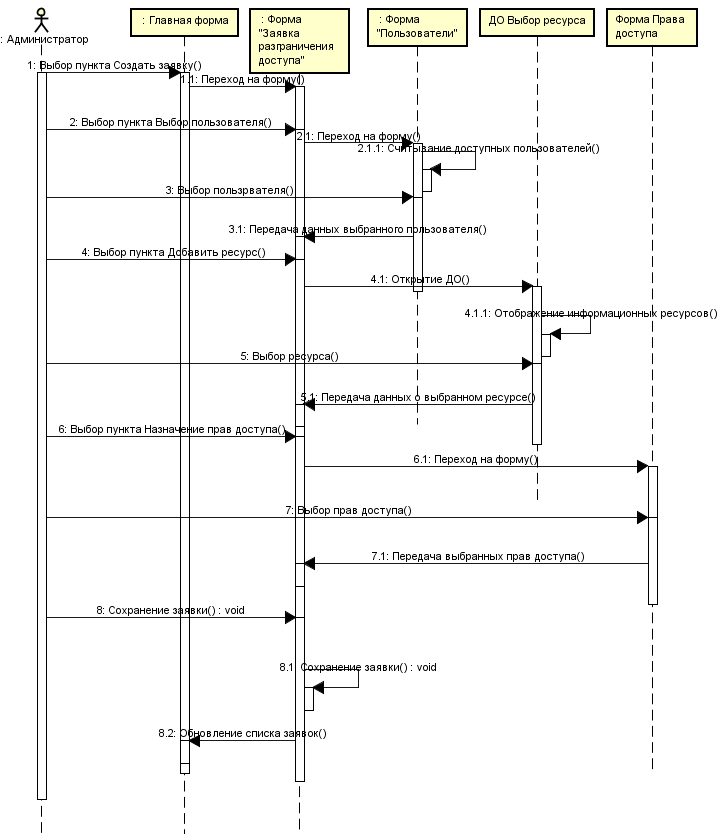 : Администратор
: Главная форма
: Форма
"Заявка
разграничения
доступа"
: Форма
"Пользователи"
ДО Выбор ресурса
Форма Права
доступа
1: Выбор пункта Создать заявку()
1.1: Переход на форму()
2: Выбор пункта Выбор пользователя()
2.1: Переход на форму()
2.1.1: Считывание доступных пользователей()
3: Выбор пользрвателя()
3.1: Передача данных выбранного пользователя()
4: Выбор пункта Добавить ресурс()
4.1: Открытие ДО()
4.1.1: Отображение информационных ресурсов()
5: Выбор ресурса()
5.1: Передача данных о выбранном ресурсе()
6: Выбор пункта Назначение прав доступа()
6.1: Переход на форму()
7: Выбор прав доступа()
7.1: Передача выбранных прав доступа()
8: Сохранение заявки() : void
8.1: Сохранение заявки() : void
8.2: Обновление списка заявок()